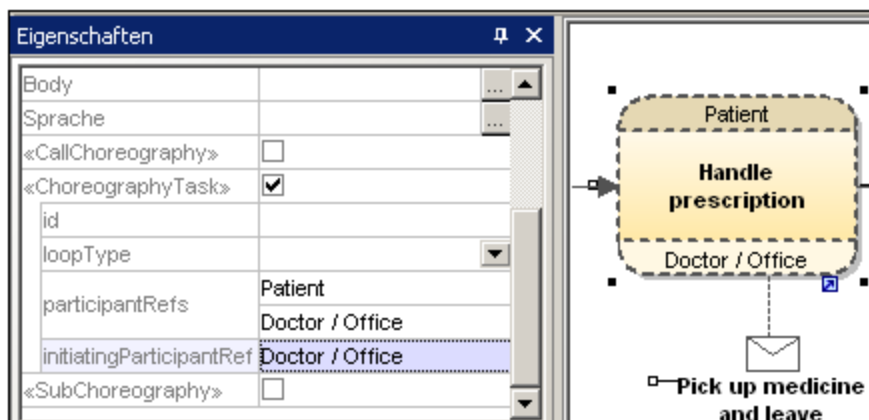 Eigenschaften
Body
...
Sprache
...
«CallChoreography»
«ChoreographyTask»
id
loopType
participantRefs
Patient
Doctor / Office
initiatingParticipantRef
Doctor / Office
«SubChoreography»
Patient
Handle
prescription
Doctor / Office
Pick up medicine
and leave